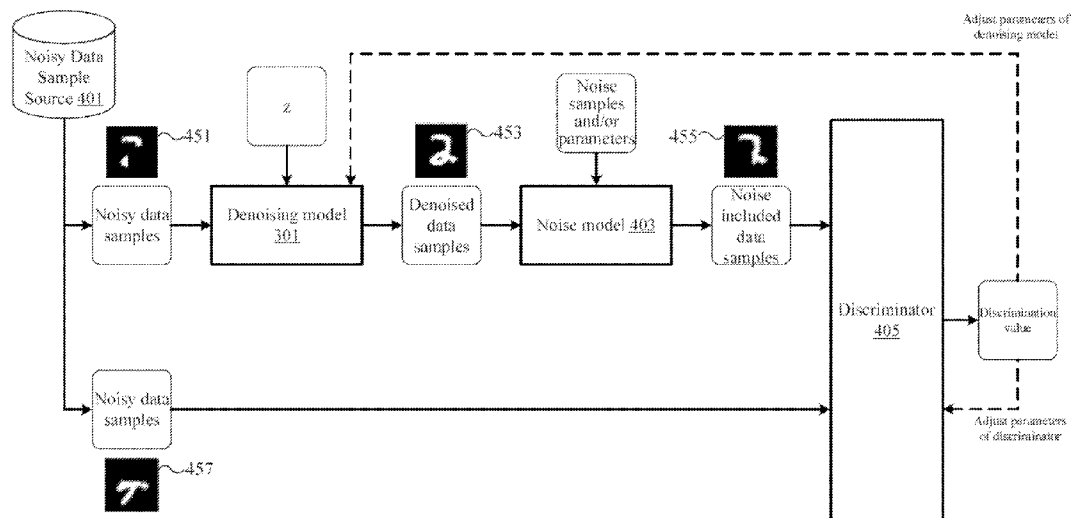 Adjust parameters of
denoising model
Noisy Data
Sample
Source 401
z
Noise
samples
and/or
parameters
451
453
455
Noisy data
samples
Denoising model
301
Denoised
data
samples
Noise model 403
Noise
included
data
samples
Discriminator
405
Discrimination
value
Noisy data
samples
Adjust parameters
of discriminator
457